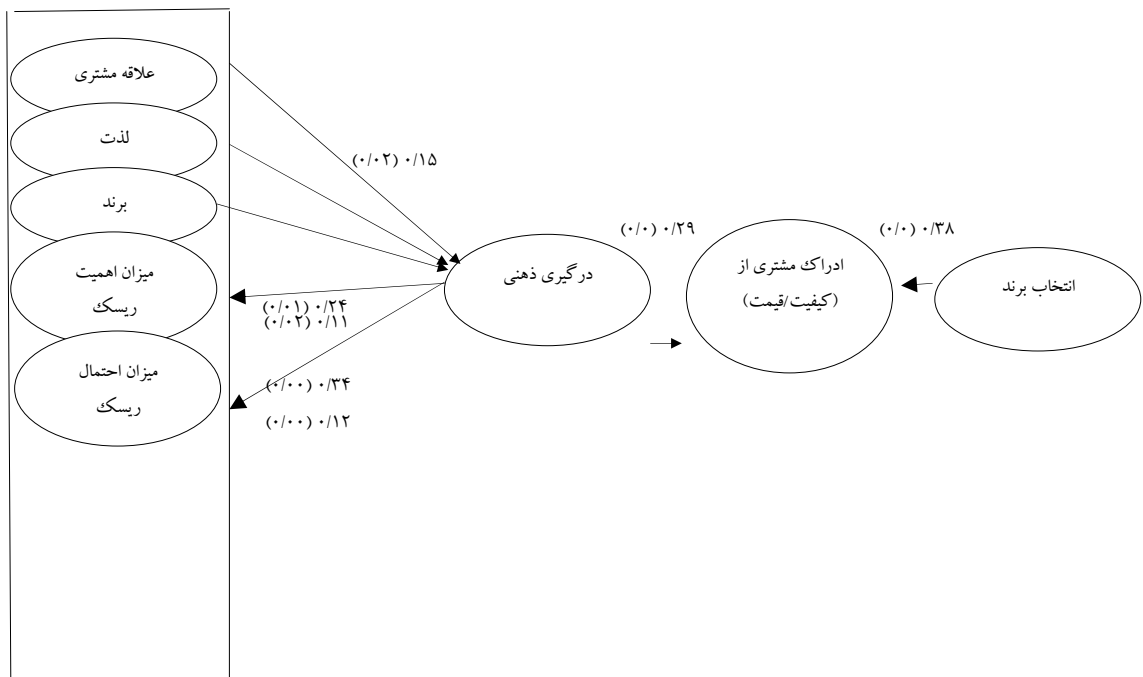 علاقه مشتری
لذت
برند
میزان اهمیت
ریسک
میزان احتمال
ریسک
(۰/۰۲) ۰/۱۵
(۰/۰۱) ۰/۲۴
(۰/۰۲) ۰/۱۱
(۰/۰۰) ۰/۳۴
(۰/۰۰) ۰/۱۲
درگیری ذهنی
(۰/۰) ۰/۲۹
ادراک مشتری از
(کیفیت/قیمت)
(۰/۰) ۰/۳۸
انتخاب برند